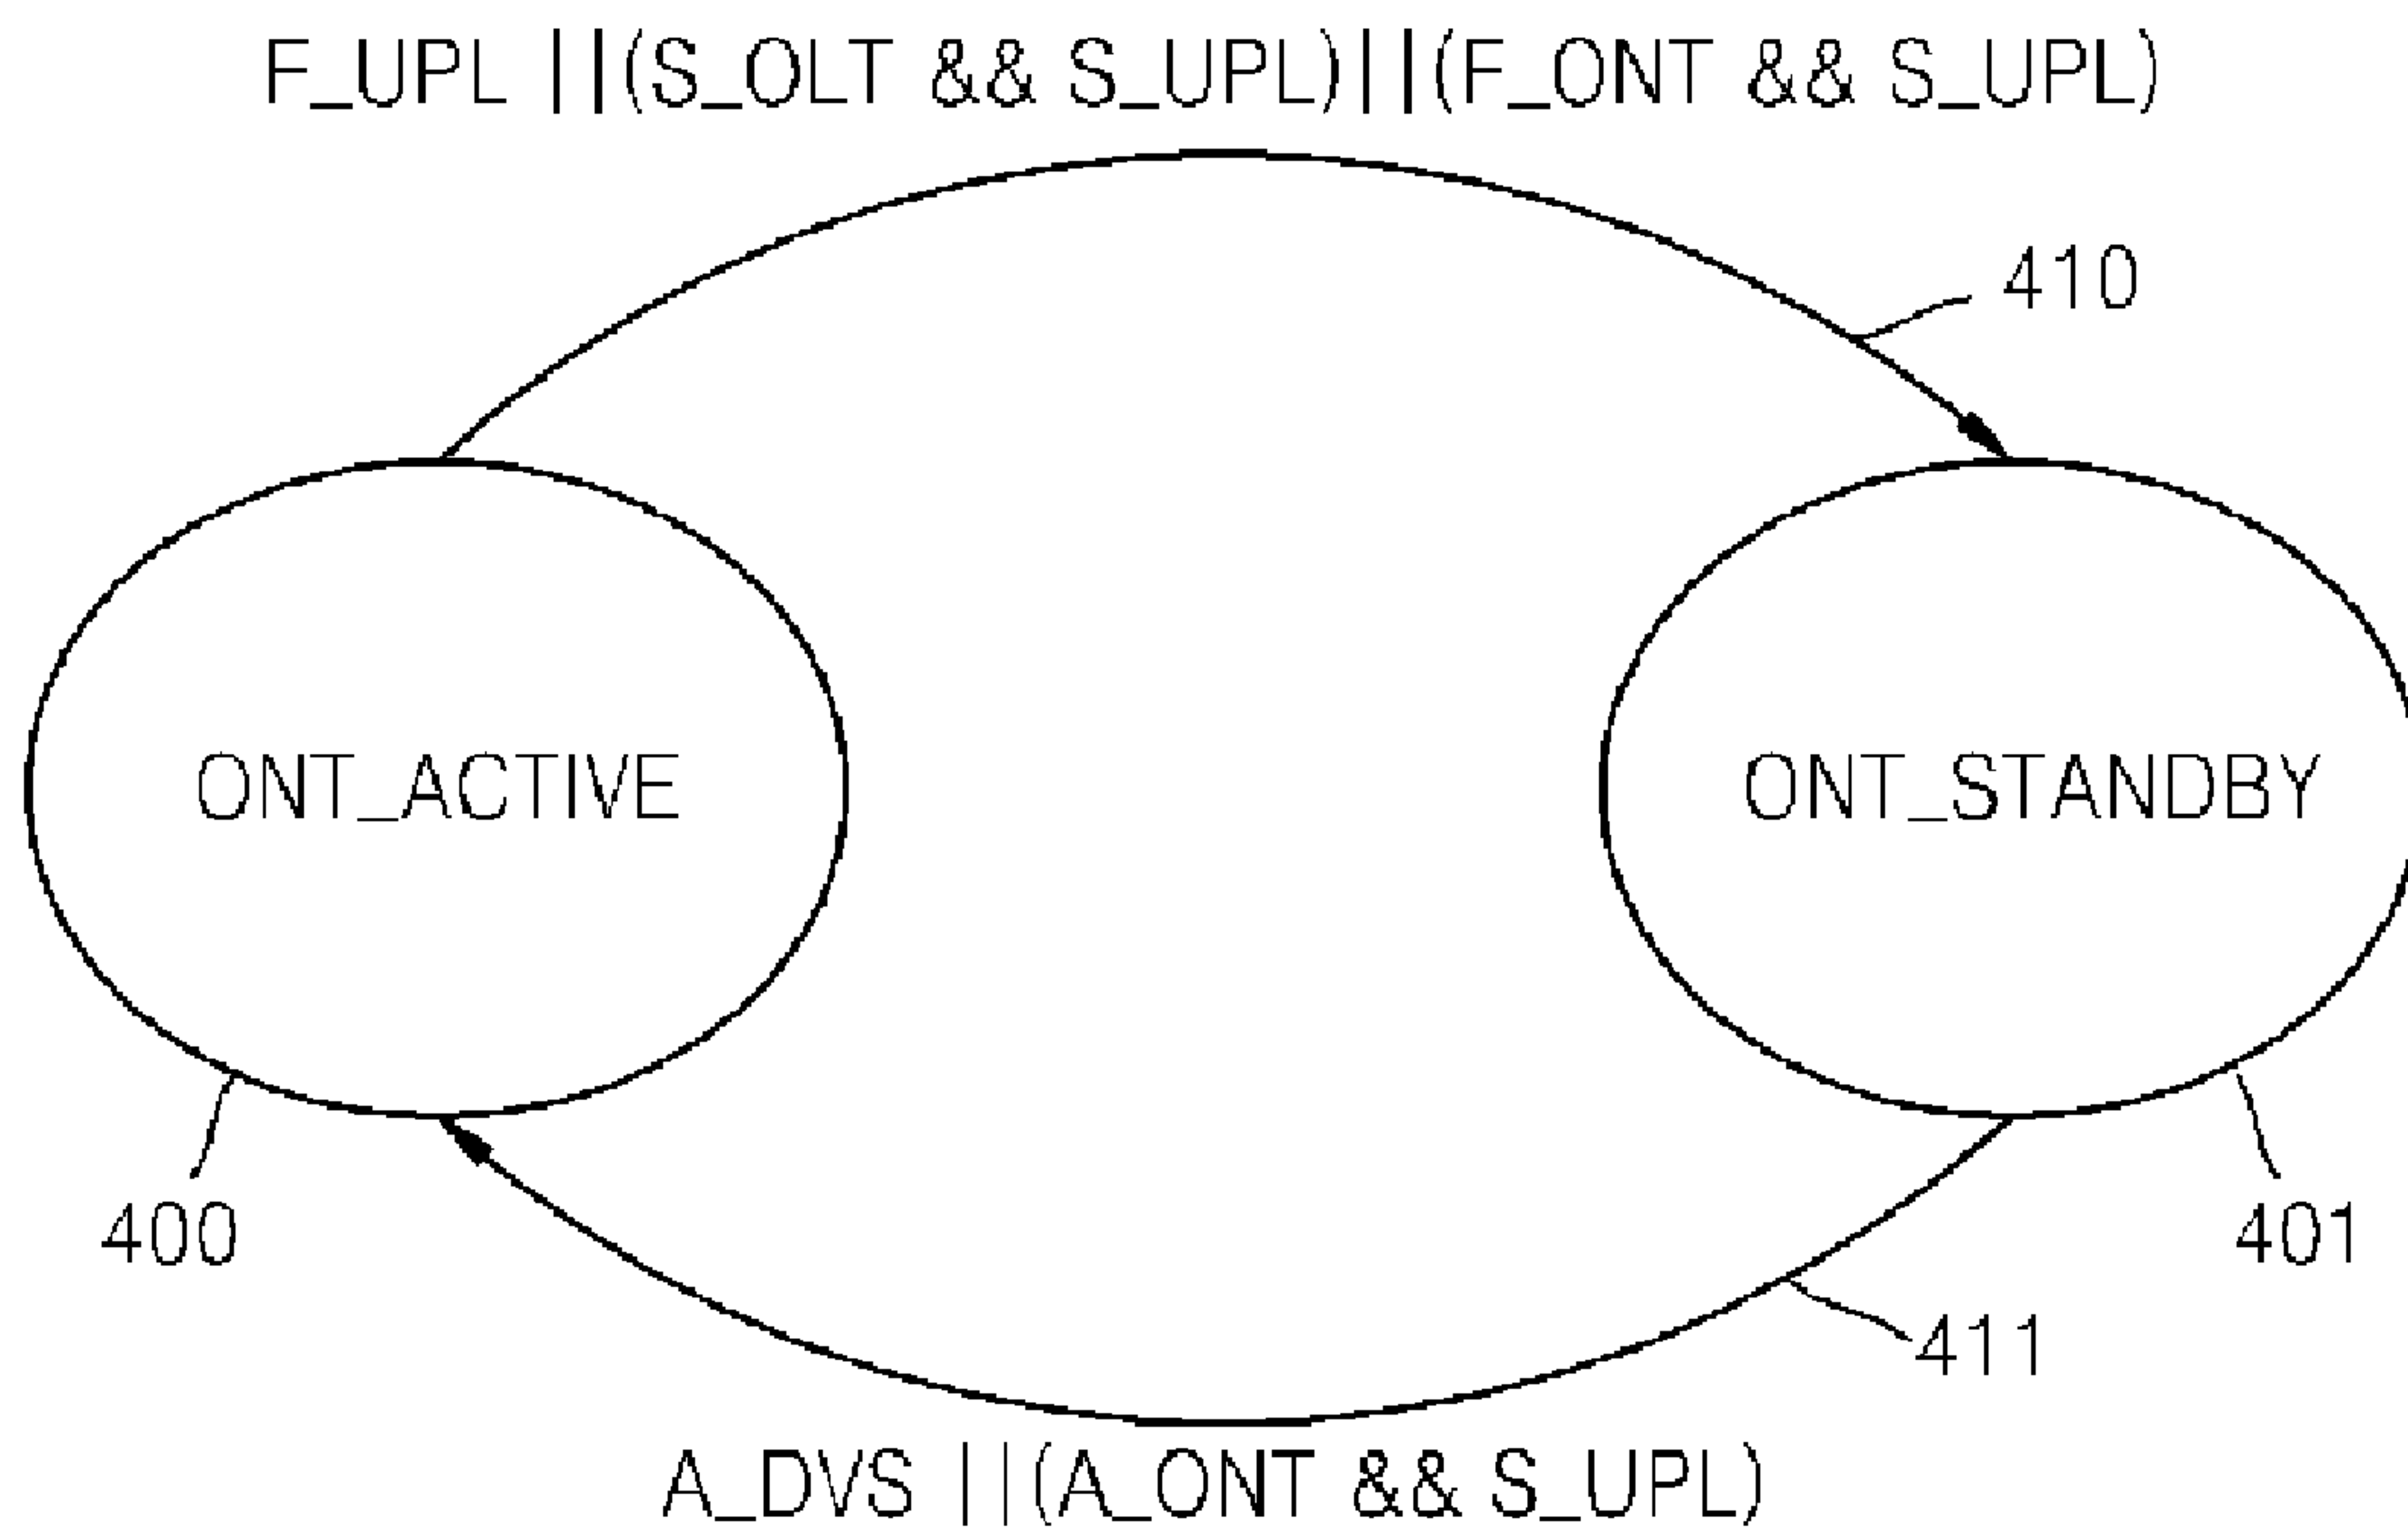 F_UPL ||(S_OLT && S_UPL)||(F_ONT && S_UPL)
410
ONT_ACTIVE
ONT_STANDBY
400
401
411
A_DVS ||(A_ONT && S_UPL)